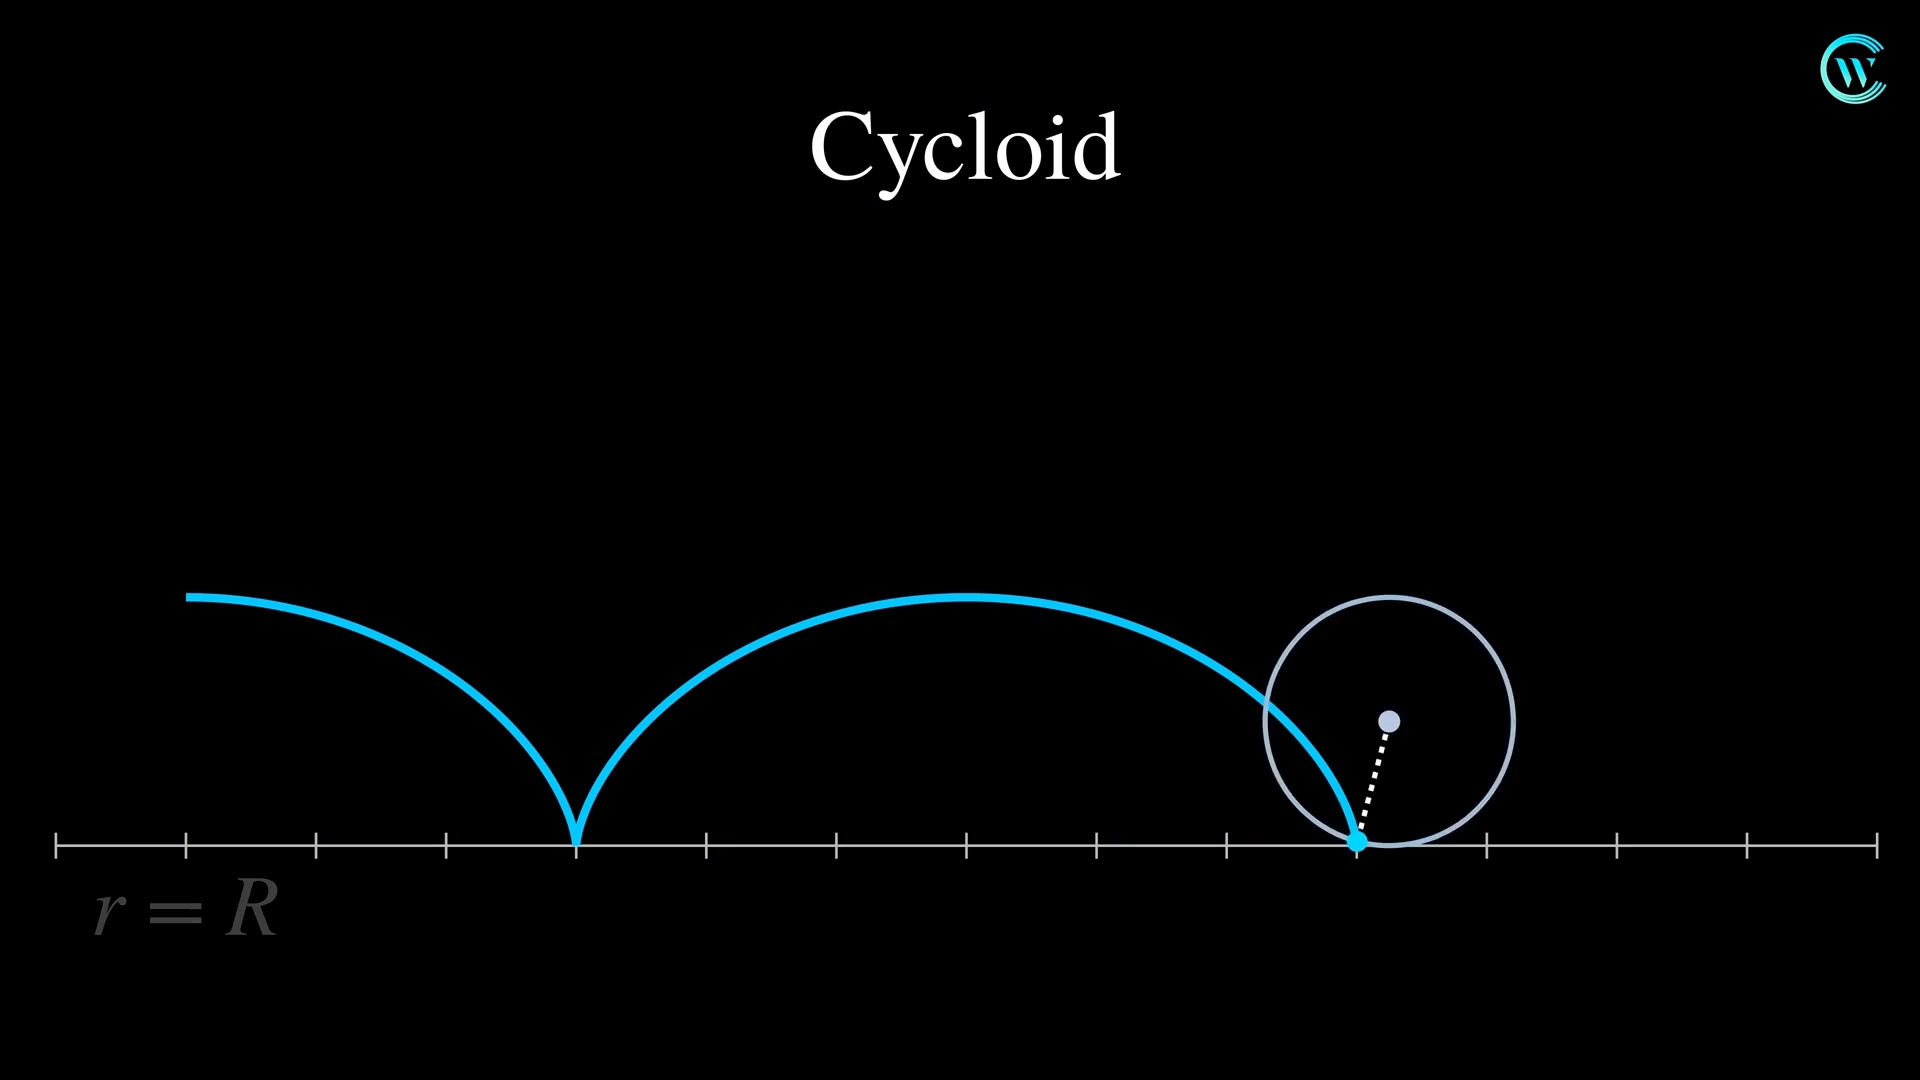 Cycloid
r = R